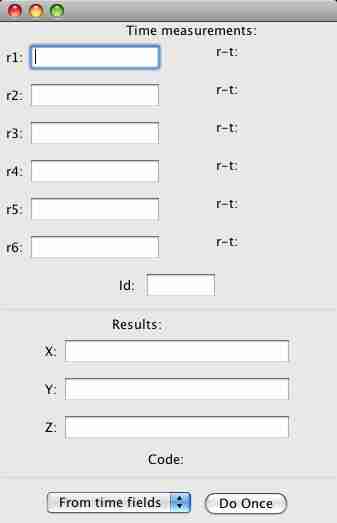 Time measurements:
r1: r-t:
r2: r-t:
r3: r-t:
r4: r-t:
r5: r-t:
r6: r-t:
Id:
Results:
X:
Y:
Z:
Code:
From time fields Do Once